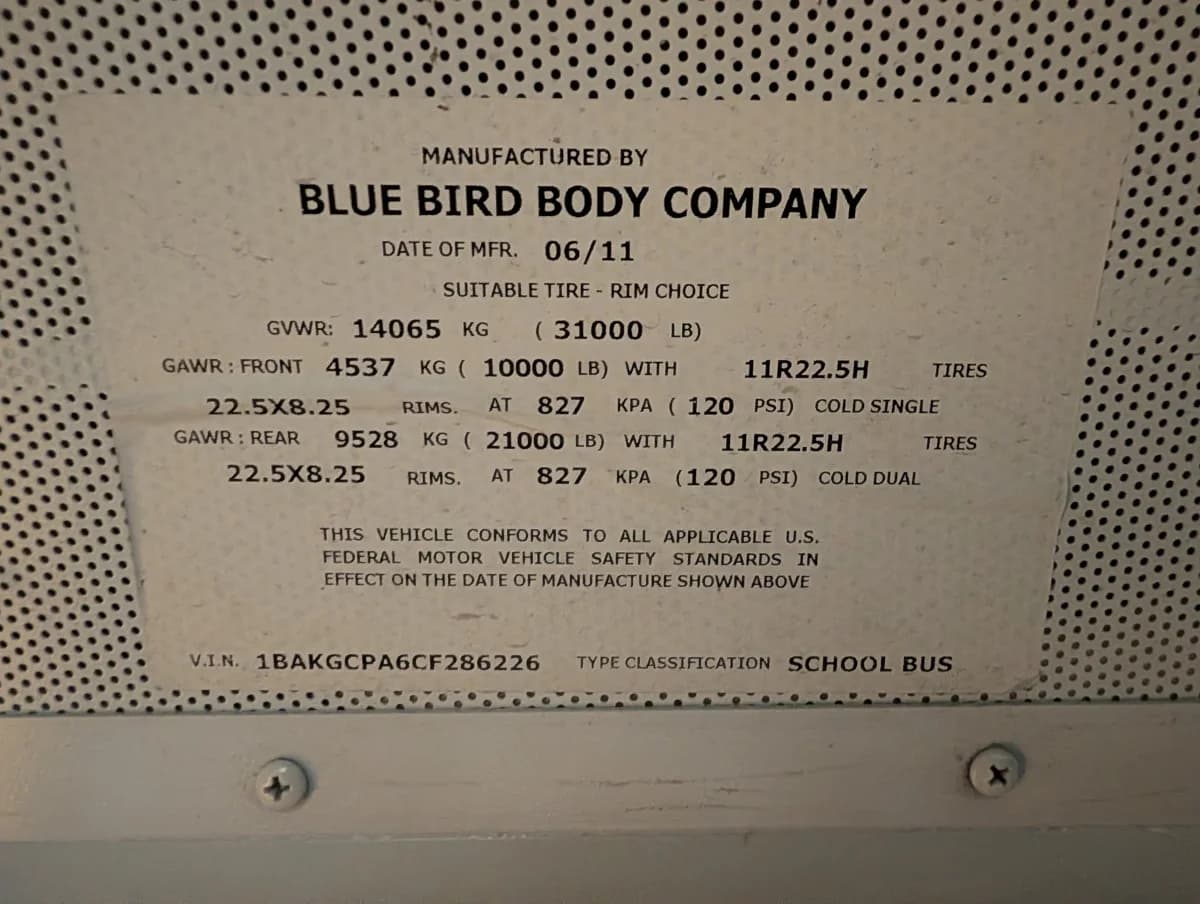 MANUFACTURED BY
BLUE BIRD BODY COMPANY
DATE OF MFR. 06/11
SUITABLE TIRE - RIM CHOICE
GVWR: 14065 KG ( 31000 LB)
GAWR : FRONT 4537 KG ( 10000 LB) WITH 11R22.5H TIRES
22.5X8.25 RIMS. AT 827 KPA ( 120 PSI) COLD SINGLE
GAWR : REAR 9528 KG ( 21000 LB) WITH 11R22.5H TIRES
22.5X8.25 RIMS. AT 827 KPA (120 PSI) COLD DUAL
THIS VEHICLE CONFORMS TO ALL APPLICABLE U.S.
FEDERAL MOTOR VEHICLE SAFETY STANDARDS IN
EFFECT ON THE DATE OF MANUFACTURE SHOWN ABOVE
V.I.N. 1BAKGCPA6CF286226 TYPE CLASSIFICATION SCHOOL BUS